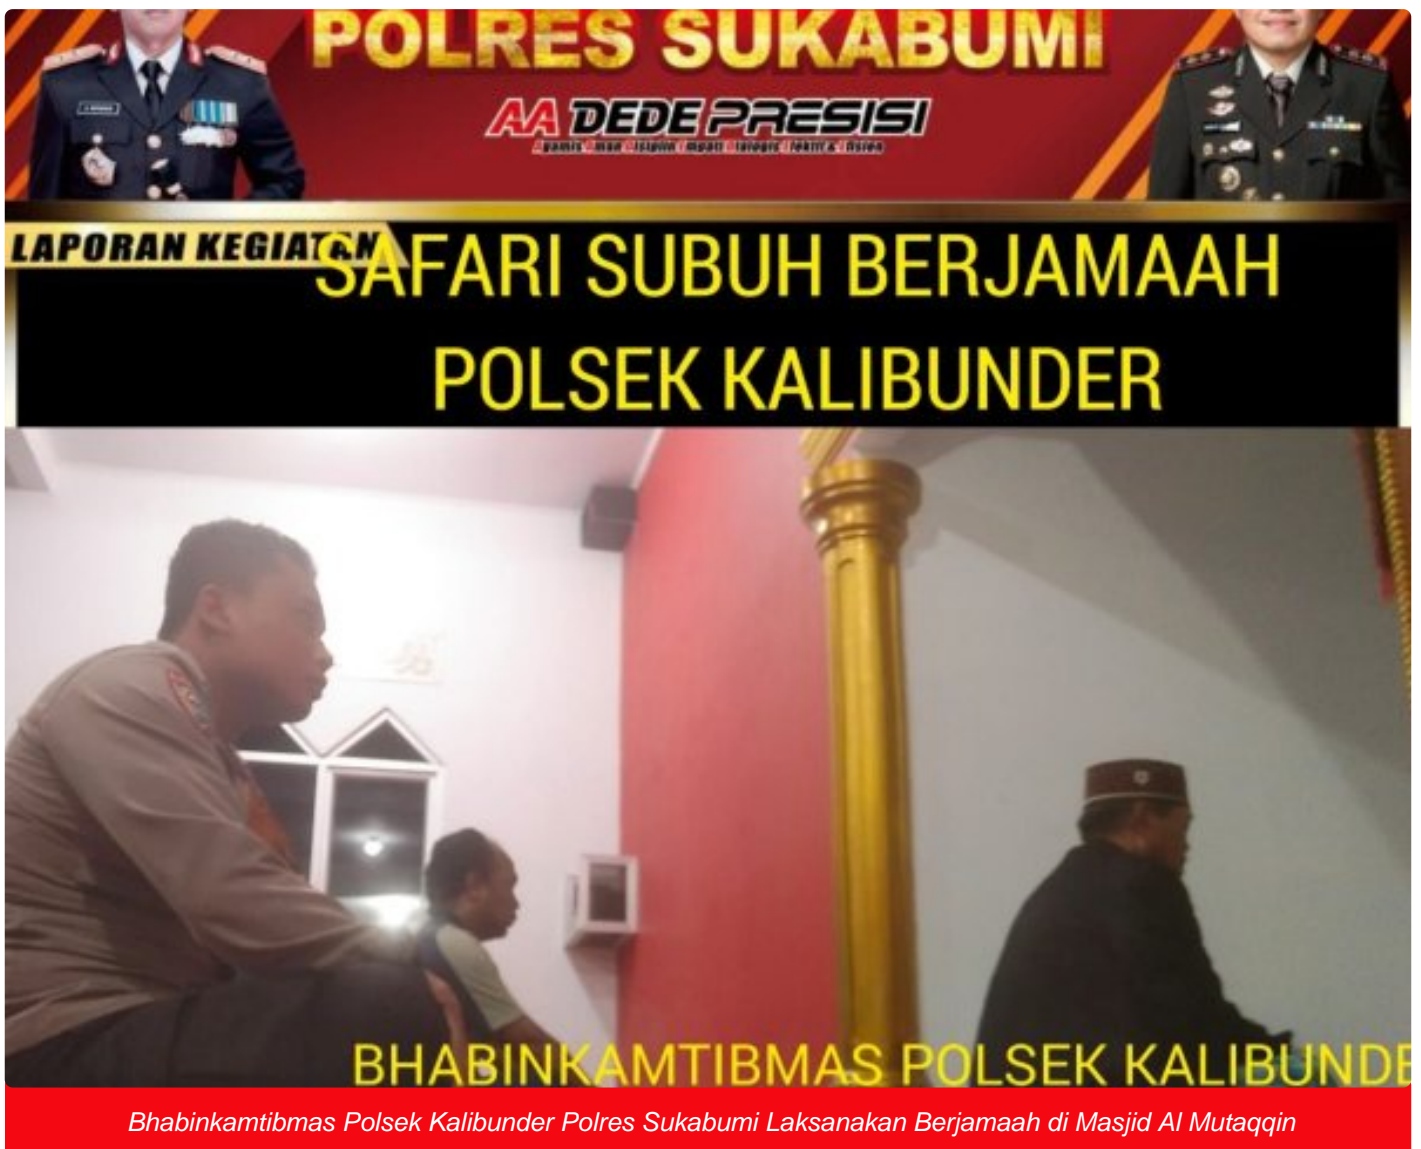 POLRES SUKABUMI
AA DEDE PRESISI
LAPORAN KEGIATAN
SAFARI SUBUH BERJAMAAH
POLSEK KALIBUNDER
BHABINKAMTIBMAS POLSEK KALIBUNDE
Bhabinkamtibmas Polsek Kalibunder Polres Sukabumi Laksanakan Berjamaah di Masjid Al Mutaqqin